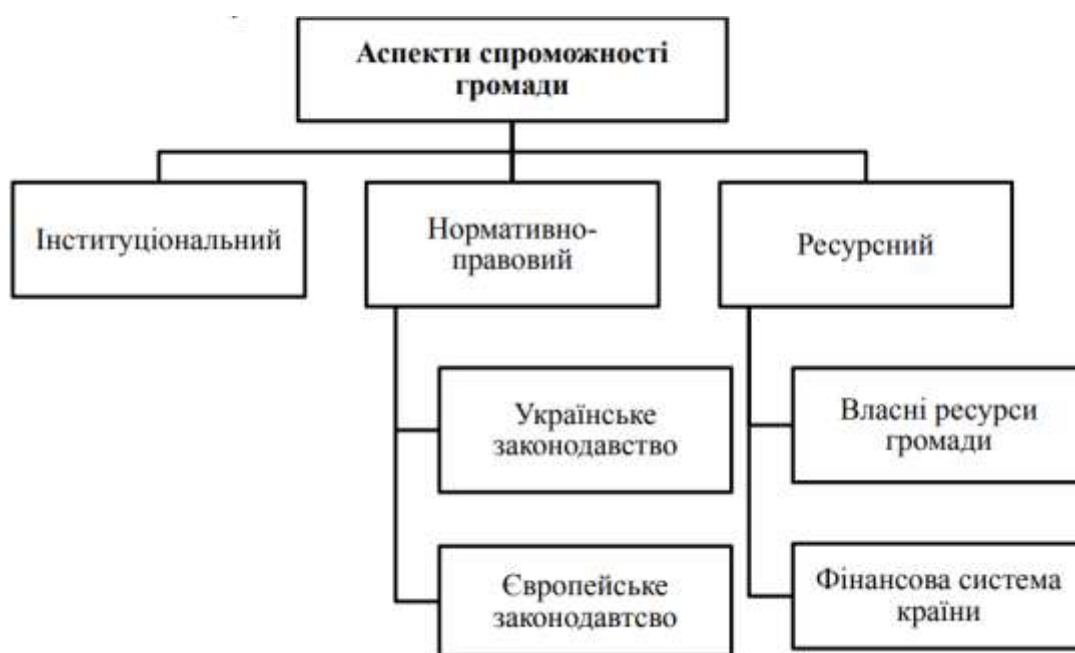 Аспекти спроможності
громади
Інституціональний
Нормативно-
правовий
Ресурсний
Українське
законодавство
Власні ресурси
громади
Європейське
законодавтсво
Фінансова система
країни